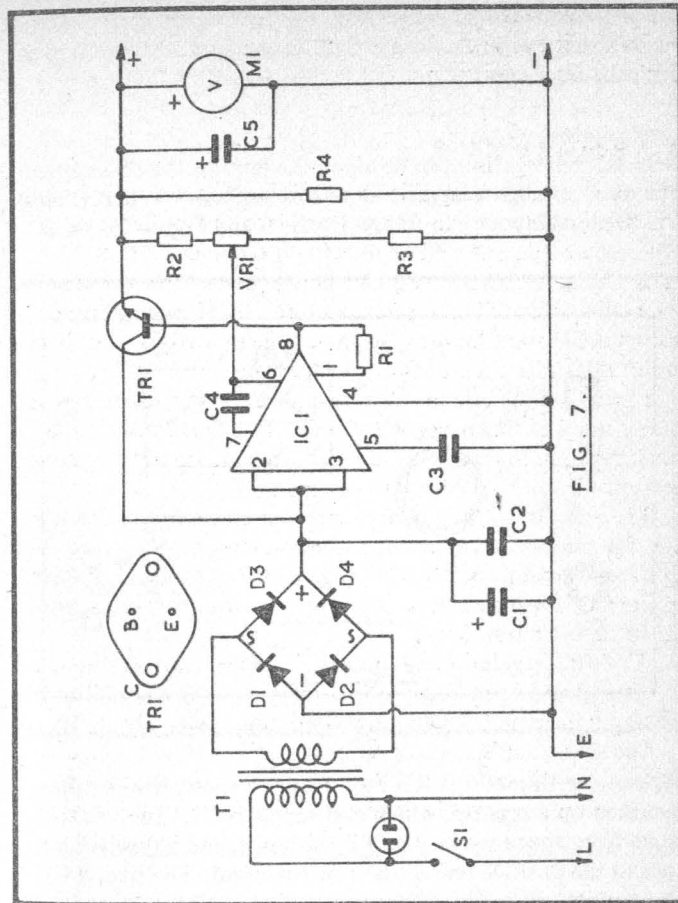 TR1
C
B
E
+
TR1
R2
+
V
M1
T1
S
D1
D3
7
C4
6
VR1
+
C5
−
+
2
IC1
8
3
1
R1
R4
D2
D4
S
5
4
R3
S1
C3
+
C1
C2
L
N
E
−
FIG. 7.